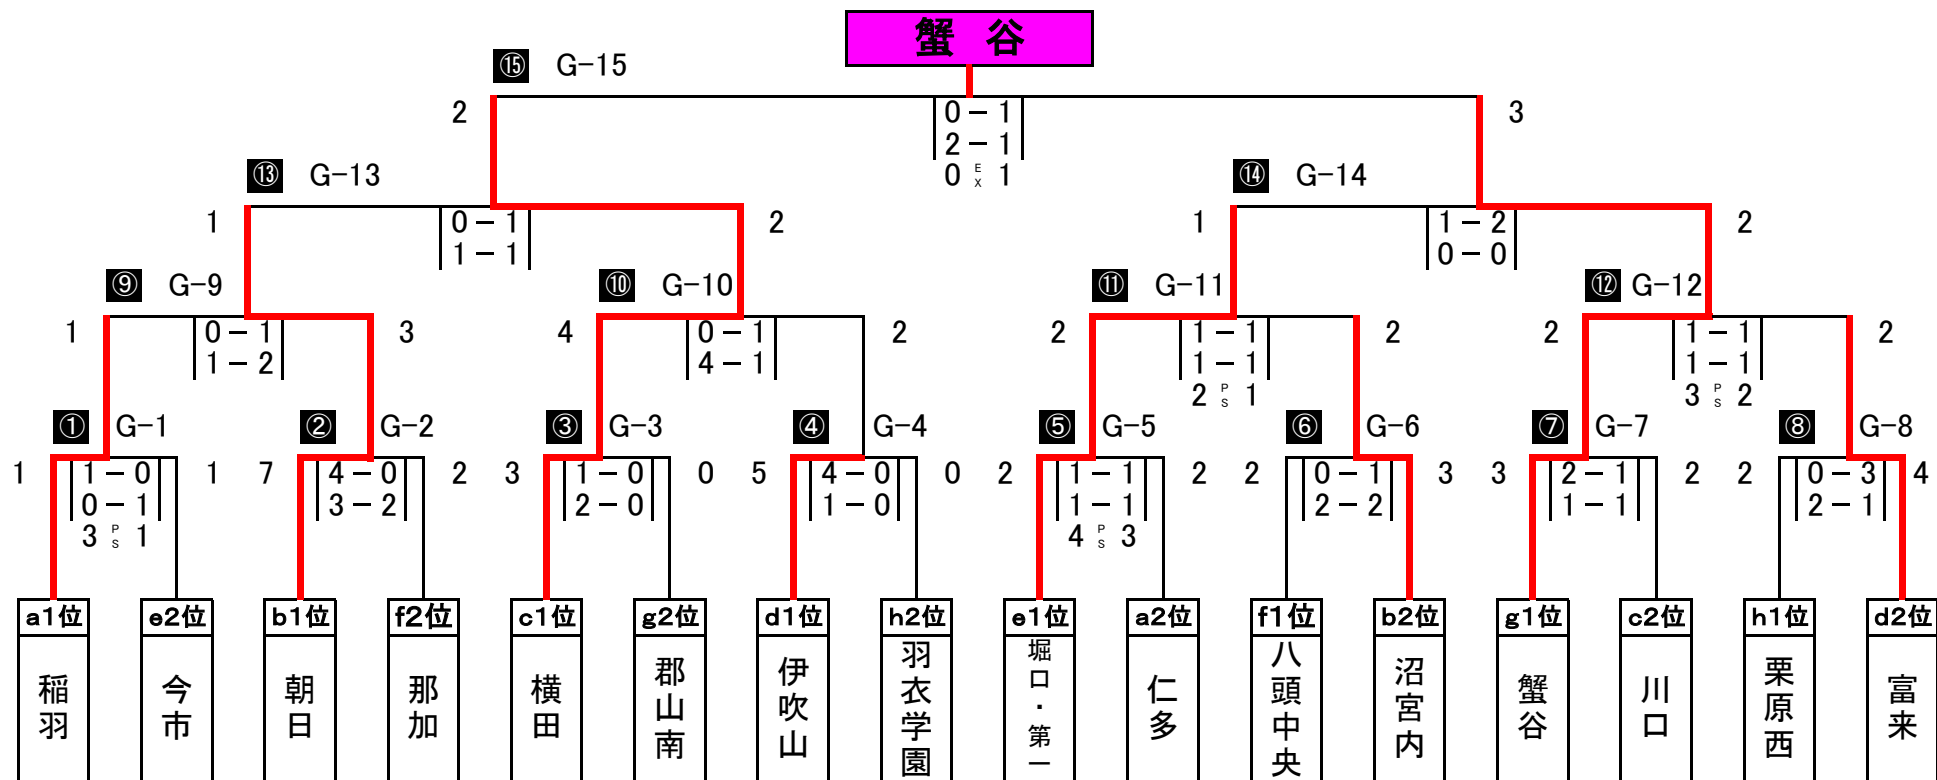 蟹谷
⑮ G-15
2 0-1 3
2-1
0 EX 1
⑬ G-13 ⑭ G-14
1 0-1 2 1 1-2 2
1-1 0-0
⑨ G-9 ⑩ G-10 ⑪ G-11 ⑫ G-12
1 0-1 3 4 0-1 2 2 1-1 2 2 1-1 2
1-2 4-1 1-1 1-1
2 PS 1 3 PS 2
① G-1 ② G-2 ③ G-3 ④ G-4 ⑤ G-5 ⑥ G-6 ⑦ G-7 ⑧ G-8
1 1-0 1 7 4-0 2 3 1-0 0 5 4-0 0 2 1-1 2 2 0-1 3 3 2-1 2 2 0-3 4
0-1 3-2 2-0 1-0 1-1 2-2 1-1 2-1
3 PS 1 4 PS 3
a1位 e2位 b1位 f2位 c1位 g2位 d1位 h2位 e1位 a2位 f1位 b2位 g1位 c2位 h1位 d2位
稲羽
今市
朝日
那加
横田
郡山南
伊吹山
羽衣学園
堀口・第一
仁多
八頭中央
沼宮内
蟹谷
川口
栗原西
富来